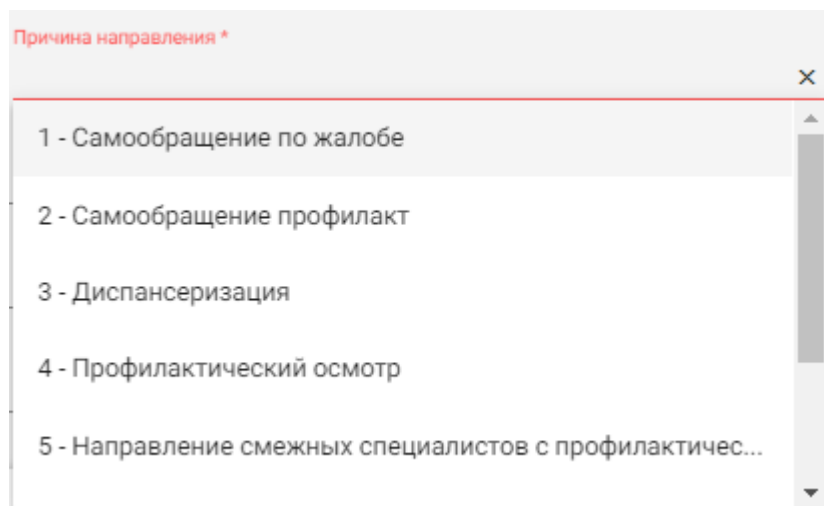 Причина направления *
1 - Самообращение по жалобе
2 - Самообращение профилакт
3 - Диспансеризация
4 - Профилактический осмотр
5 - Направление смежных специалистов с профилактичес...